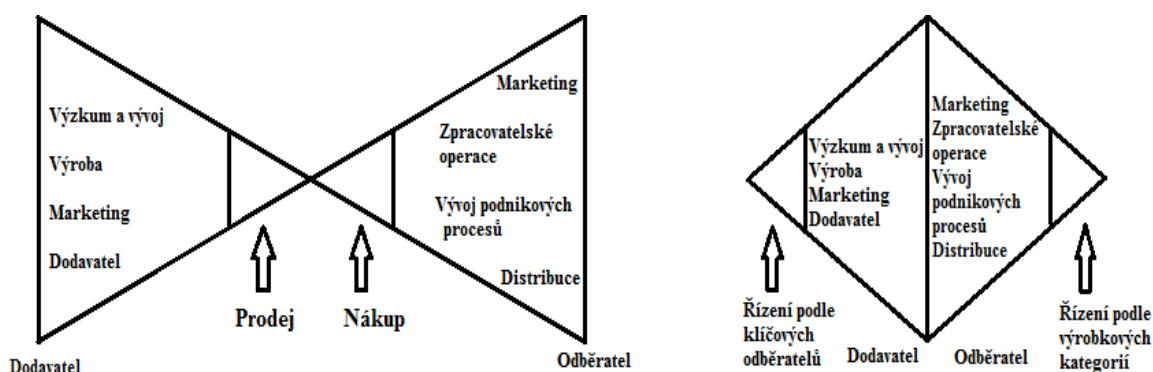 Výzkum a vývoj
Výroba
Marketing
Dodavatel
Prodej
Nákup
Marketing
Zpracovatelské
operace
Vývoj podnikových
procesů
Distribuce
Dodavatel
Odběratel
Výzkum a vývoj
Výroba
Marketing
Dodavatel
Marketing
Zpracovatelské
operace
Vývoj
podnikových
procesů
Distribuce
Řízení podle
klíčových
odběratelů
Dodavatel
Odběratel
Řízení podle
výrobkových
kategorií